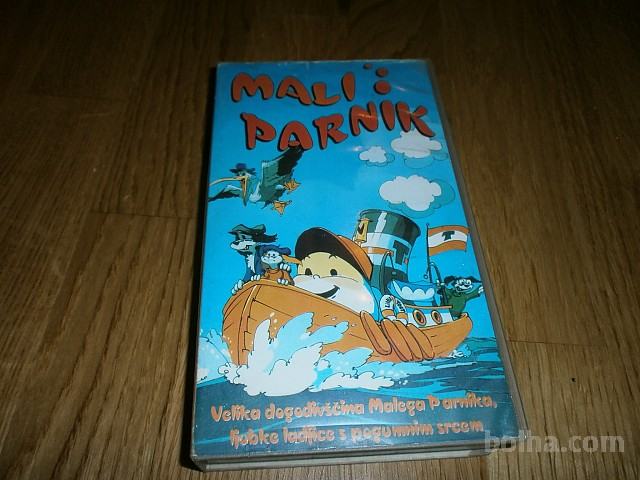 MALI
PARNIK
T
T
Velika dogodivščina Malega Parnika,
ljubke ladjice s pogumnim srcem
bolha.com